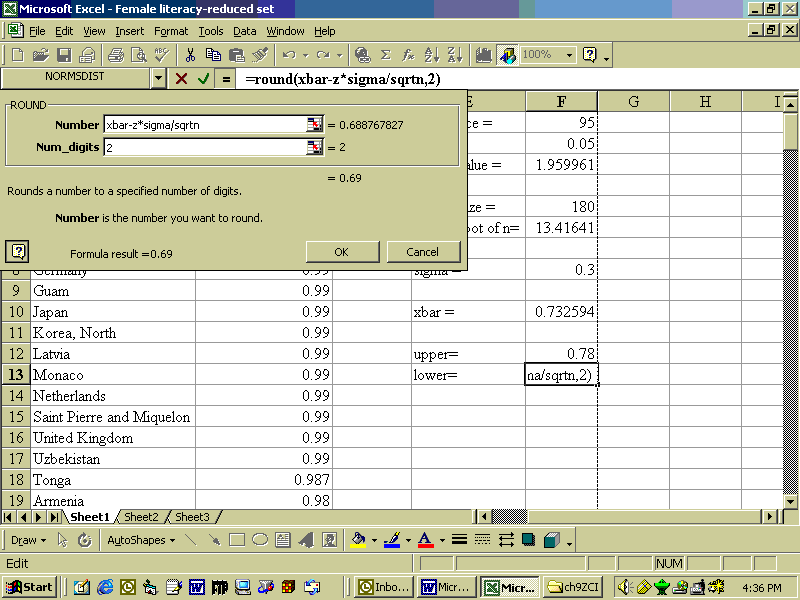 Microsoft Excel - Female literacy-reduced set
File Edit View Insert Format Tools Data Window Help
100%
NORMSDIST = =round(xbar-z*sigma/sqrtn,2)
ROUND
Number xbar-z*sigma/sqrtn = 0.688767827
Num_digits 2 = 2
= 0.69
Rounds a number to a specified number of digits.
Number is the number you want to round.
Formula result =0.69
OK Cancel
E F G H I
ce = 95
0.05
alue = 1.959961
ize = 180
oot of n= 13.41641
8 Germany 0.99 sigma = 0.3
9 Guam 0.99
10 Japan 0.99 xbar = 0.732594
11 Korea, North 0.99
12 Latvia 0.99 upper= 0.78
13 Monaco 0.99 lower= na/sqrtn,2)
14 Netherlands 0.99
15 Saint Pierre and Miquelon 0.99
16 United Kingdom 0.99
17 Uzbekistan 0.99
18 Tonga 0.987
19 Armenia 0.98
Sheet1 Sheet2 Sheet3
Draw AutoShapes
Edit NUM
Start Inbo... Micr... Micr... ch9ZCI 4:36 PM